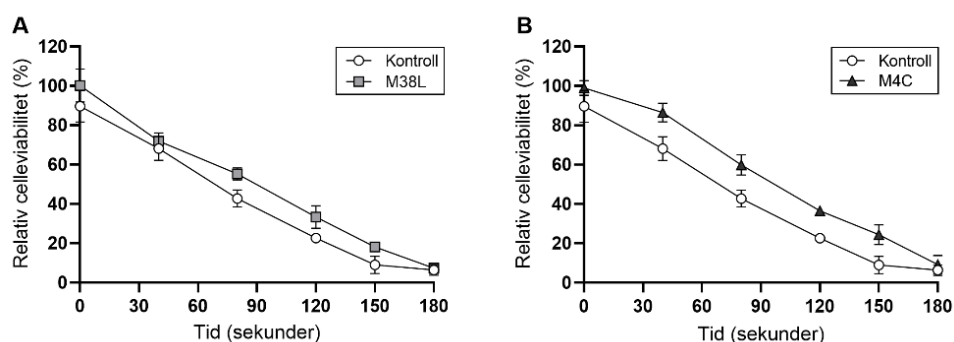 A
Relativ celleviabilitet (%)
120
100
80
60
40
20
0
0 30 60 90 120 150 180
Tid (sekunder)
Kontroll
M38L
B
Relativ celleviabilitet (%)
120
100
80
60
40
20
0
0 30 60 90 120 150 180
Tid (sekunder)
Kontroll
M4C